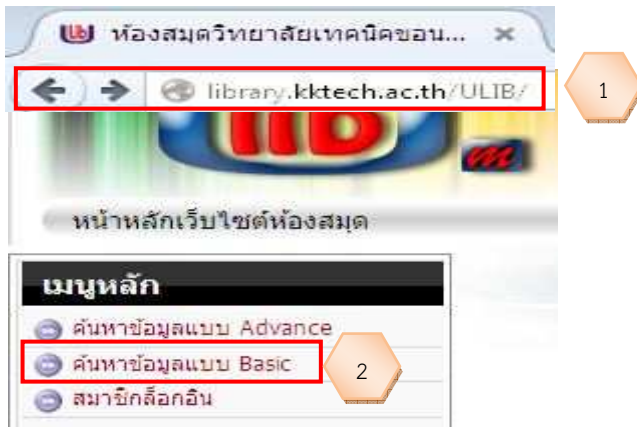 ห้องสมุดวิทยาลัยเทคนิคขอน...
library.kktech.ac.th/ULIB/
1
lib
m
หน้าหลักเว็บไซต์ห้องสมุด
เมนูหลัก
ค้นหาข้อมูลแบบ Advance
ค้นหาข้อมูลแบบ Basic
2
สมาชิกล็อกอิน